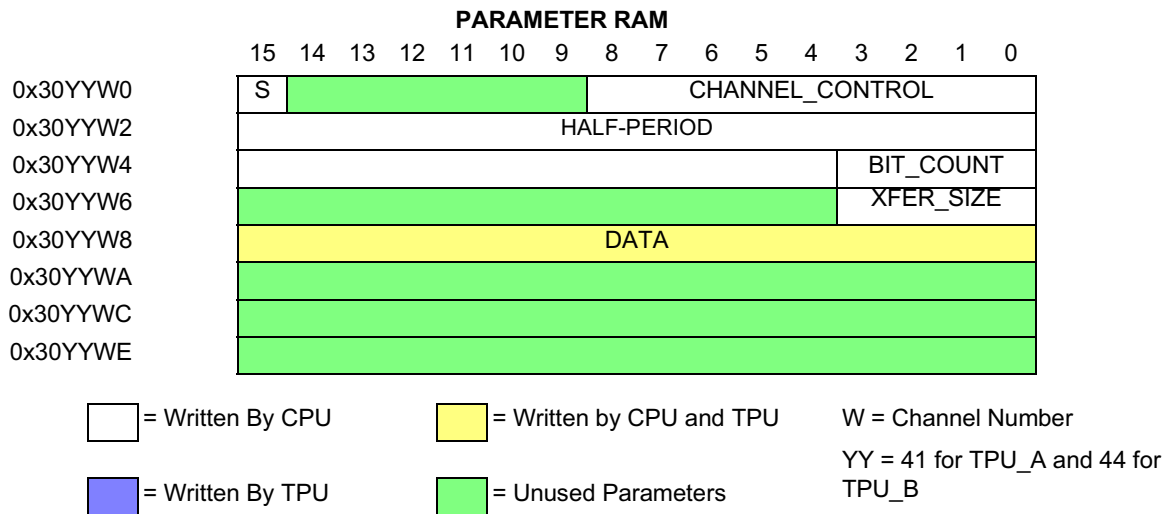 PARAMETER RAM
15 14 13 12 11 10 9 8 7 6 5 4 3 2 1 0
0x30YYW0 S CHANNEL_CONTROL
0x30YYW2 HALF-PERIOD
0x30YYW4 BIT_COUNT
0x30YYW6 XFER_SIZE
0x30YYW8 DATA
0x30YYWA
0x30YYWC
0x30YYWE
= Written By CPU = Written by CPU and TPU W = Channel Number
YY = 41 for TPU_A and 44 for
= Written By TPU = Unused Parameters TPU_B